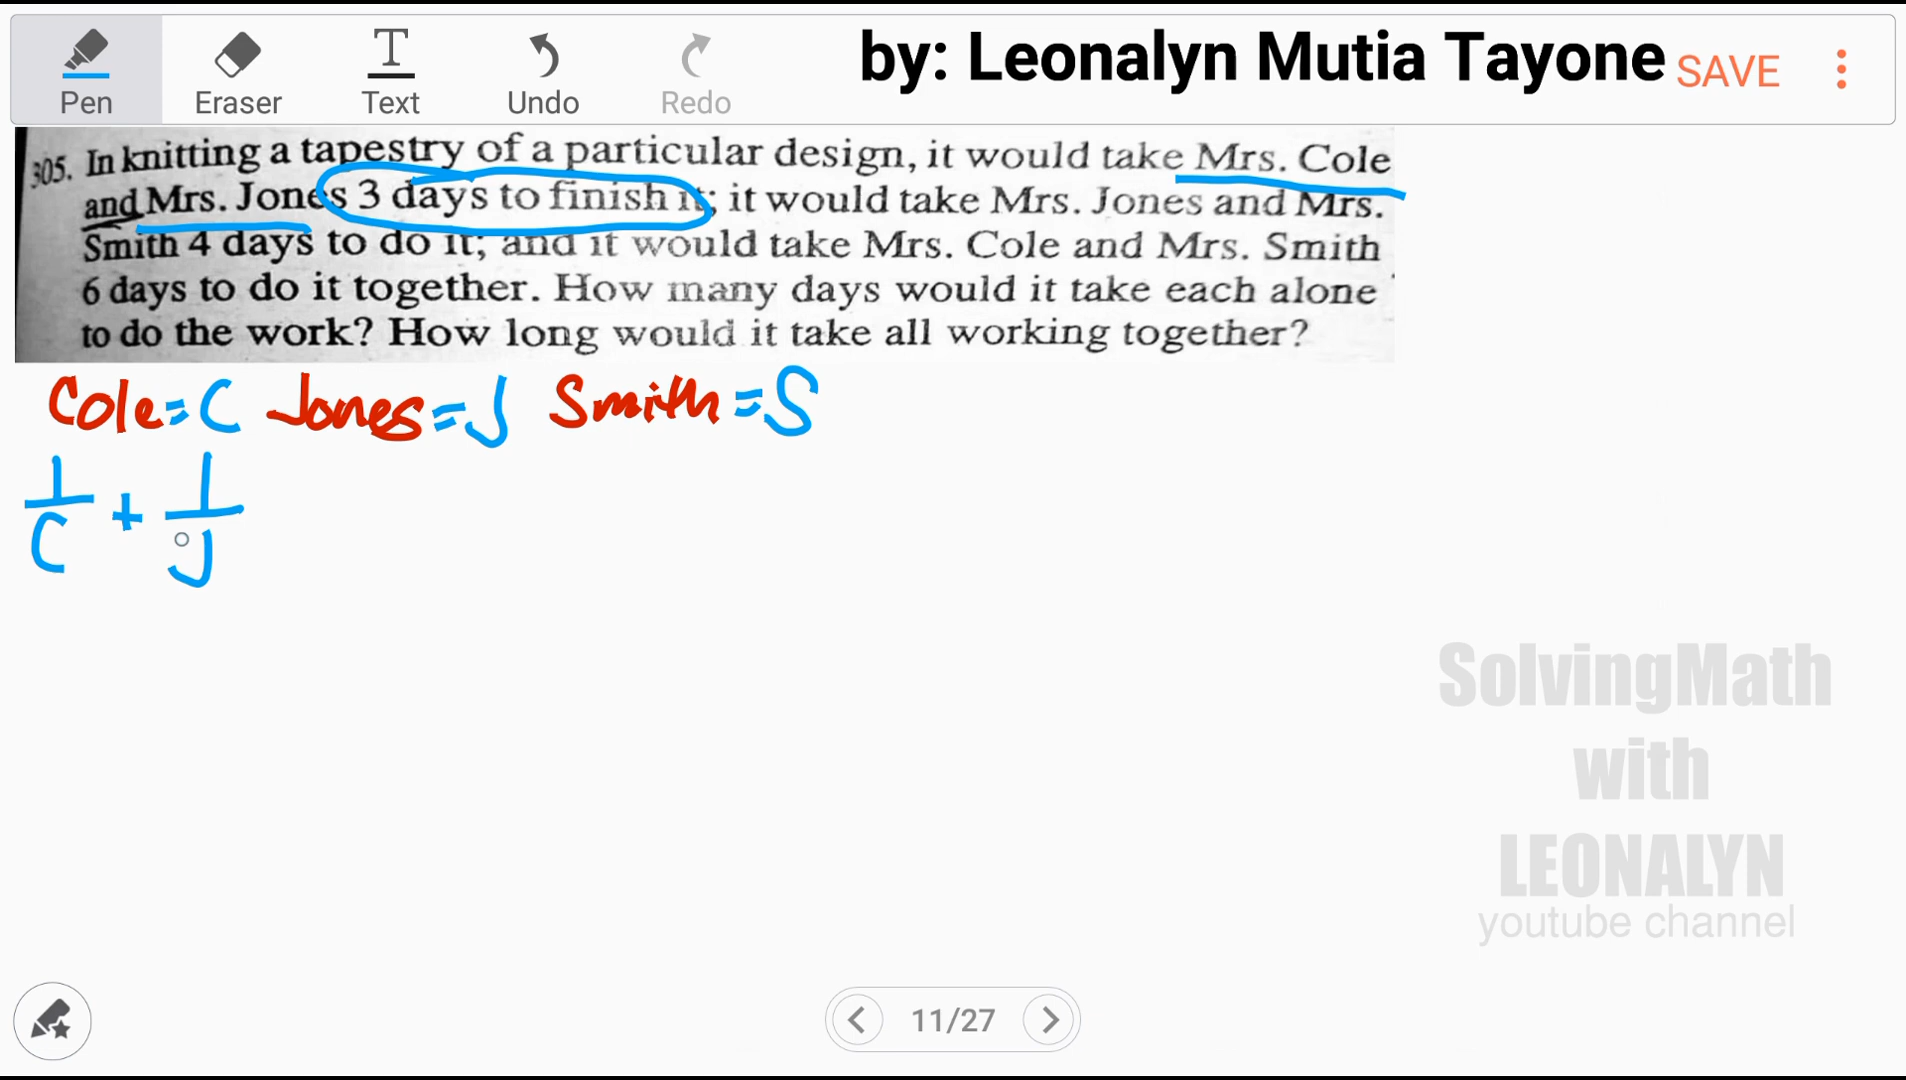 Pen
Eraser
Text
Undo
Redo
by: Leonalyn Mutia Tayone
SAVE
305. In knitting a tapestry of a particular design, it would take Mrs. Cole
and Mrs. Jones 3 days to finish it; it would take Mrs. Jones and Mrs.
Smith 4 days to do it; and it would take Mrs. Cole and Mrs. Smith
6 days to do it together. How many days would it take each alone
to do the work? How long would it take all working together?
Cole = C Jones = J Smith = S
1/C + 1/J
SolvingMath
with
LEONALYN
youtube channel
11/27